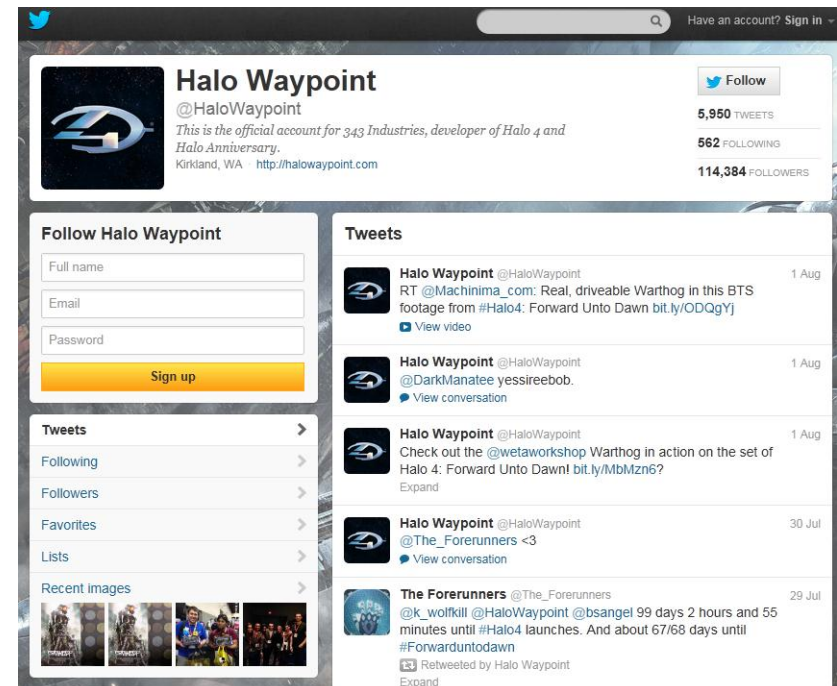 Have an account? Sign in
Halo Waypoint
@HaloWaypoint
This is the official account for 343 Industries, developer of Halo 4 and
Halo Anniversary.
Kirkland, WA · http://halowaypoint.com
Follow
5,950 TWEETS
562 FOLLOWING
114,384 FOLLOWERS
Follow Halo Waypoint
Full name
Email
Password
Sign up
Tweets
Following
Followers
Favorites
Lists
Recent images
Tweets
Halo Waypoint @HaloWaypoint 1 Aug
RT @Machinima_com: Real, driveable Warthog in this BTS
footage from #Halo4: Forward Unto Dawn bit.ly/ODQgYj
View video
Halo Waypoint @HaloWaypoint 1 Aug
@DarkManatee yessireebob.
View conversation
Halo Waypoint @HaloWaypoint 1 Aug
Check out the @wetaworkshop Warthog in action on the set of
Halo 4: Forward Unto Dawn! bit.ly/MbMzn6?
Expand
Halo Waypoint @HaloWaypoint 30 Jul
@The_Forerunners <3
View conversation
The Forerunners @The_Forerunners 29 Jul
@k_wolfkill @HaloWaypoint @bsangel 99 days 2 hours and 55
minutes until #Halo4 launches. And about 67/68 days until
#Forwarduntodawn
Retweeted by Halo Waypoint
Expand